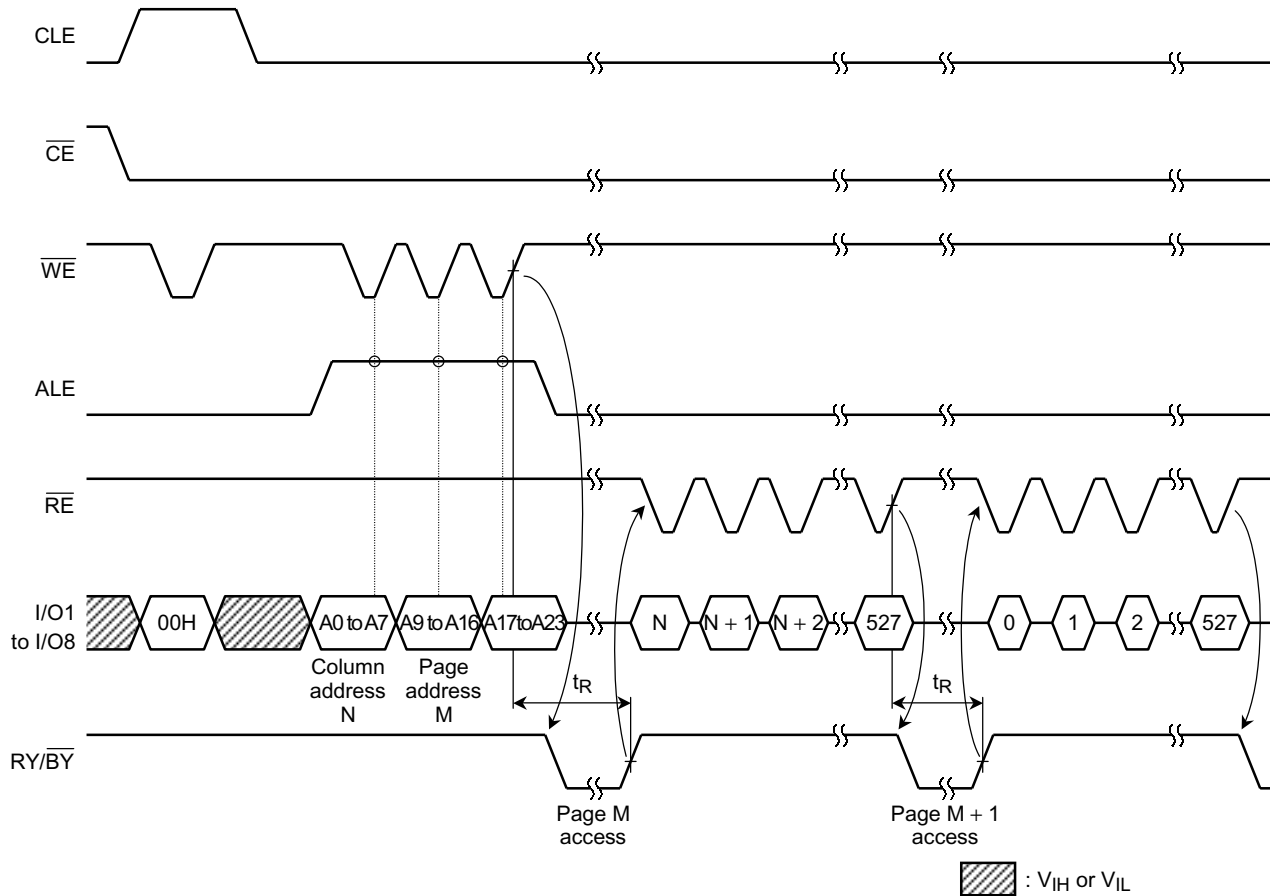 CLE
CE
WE
ALE
RE
I/O1
to I/O8
00H
A0 to A7
A9 to A16
A17 to A23
N
N + 1
N + 2
527
0
1
2
527
Column
address
N
Page
address
M
tR
tR
RY/BY
Page M
access
Page M + 1
access
: VIH or VIL